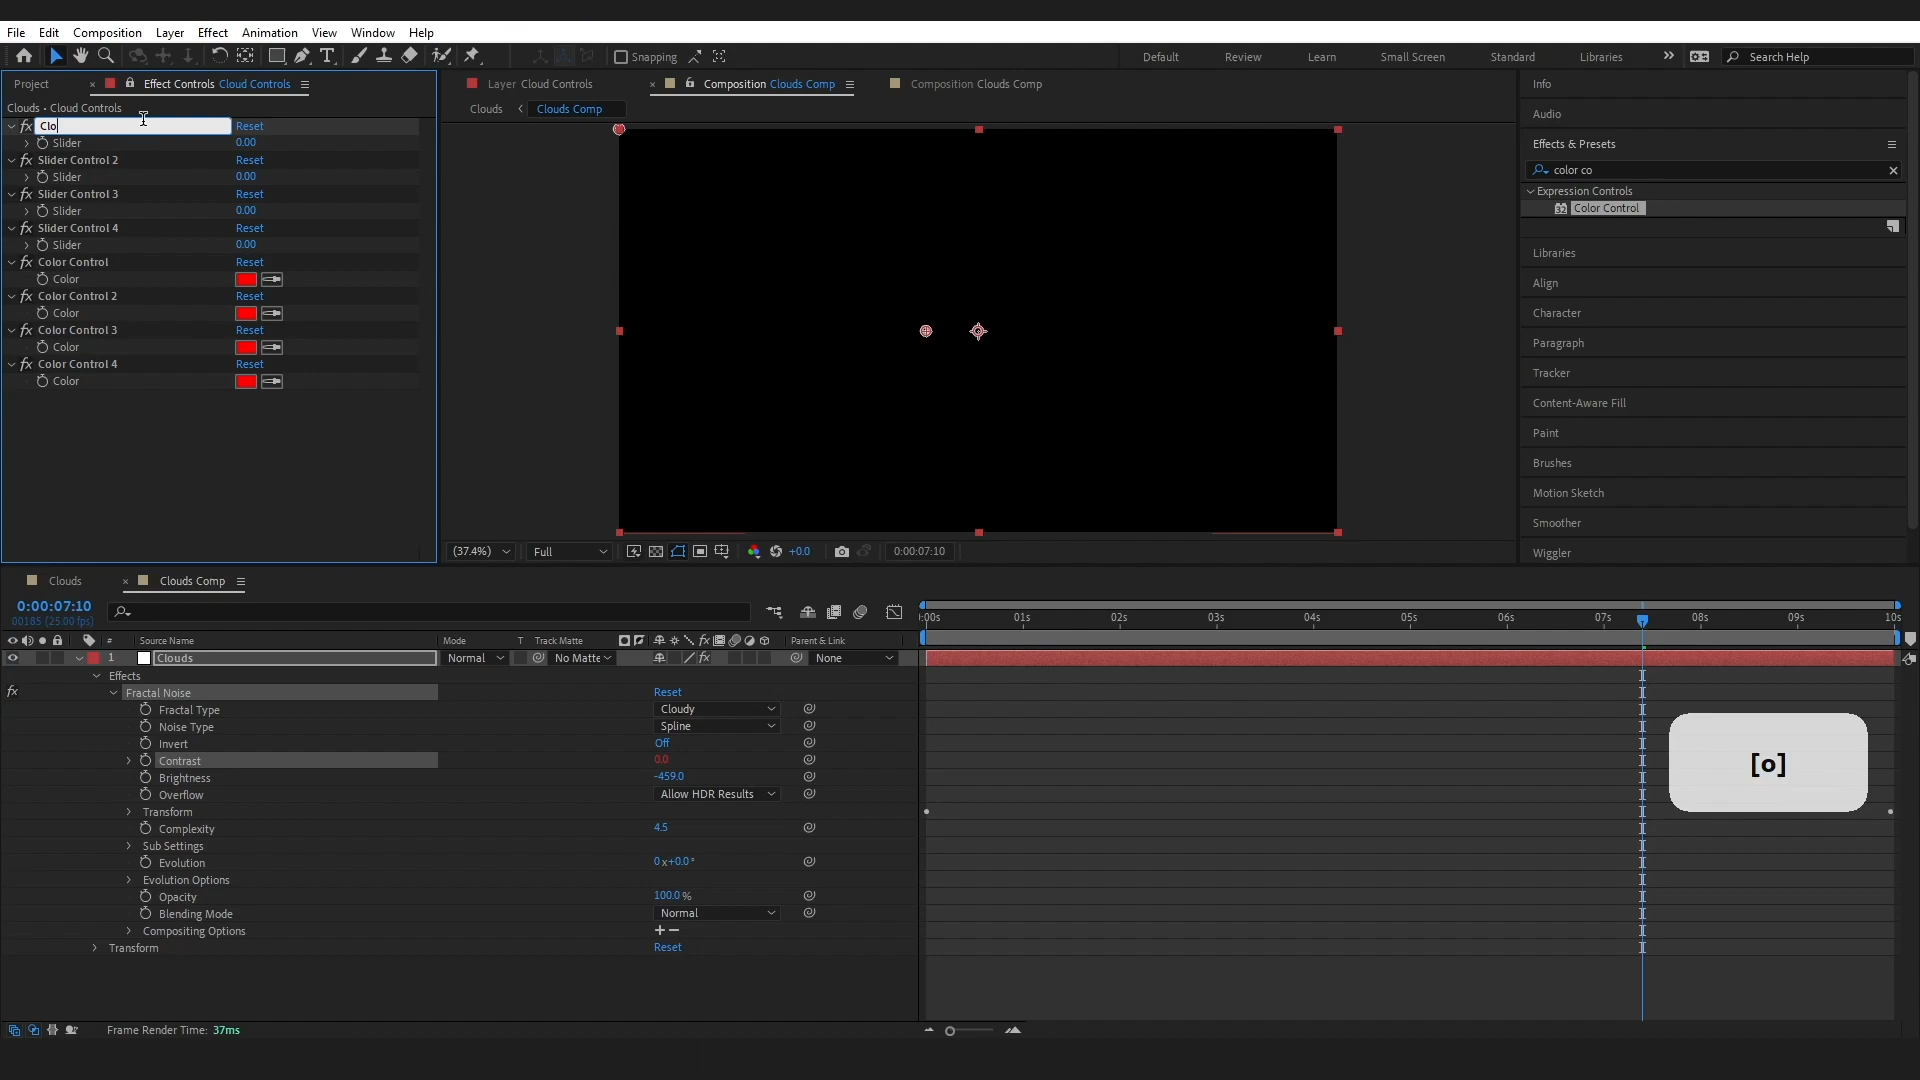 File Edit Composition Layer Effect Animation View Window Help
Snapping Default Review Learn Small Screen Standard Libraries Search Help
Project Effect Controls Cloud Controls
Clouds • Cloud Controls
Clo Reset
Slider 0.00
Slider Control 2 Reset
Slider 0.00
Slider Control 3 Reset
Slider 0.00
Slider Control 4 Reset
Slider 0.00
Color Control Reset
Color
Color Control 2 Reset
Color
Color Control 3 Reset
Color
Color Control 4 Reset
Color
Layer Cloud Controls Composition Clouds Comp Composition Clouds Comp
Clouds Clouds Comp
(37.4%) Full +0.0 0:00:07:10
Info
Audio
Effects & Presets
color co
Expression Controls
32 Color Control
Libraries
Align
Character
Paragraph
Tracker
Content-Aware Fill
Paint
Brushes
Motion Sketch
Smoother
Wiggler
Clouds Clouds Comp
0:00:07:10
00185 (25.00 fps)
:00s 01s 02s 03s 04s 05s 06s 07s 08s 09s 10s
# Source Name Mode T Track Matte Parent & Link
1 Clouds Normal No Matte None
Effects
Fractal Noise Reset
Fractal Type Cloudy
Noise Type Spline
Invert Off
Contrast 0.0
Brightness -459.0
Overflow Allow HDR Results
Transform
Complexity 4.5
Sub Settings
Evolution 0x+0.0°
Evolution Options
Opacity 100.0%
Blending Mode Normal
Compositing Options
Transform Reset
[o]
Frame Render Time: 37ms